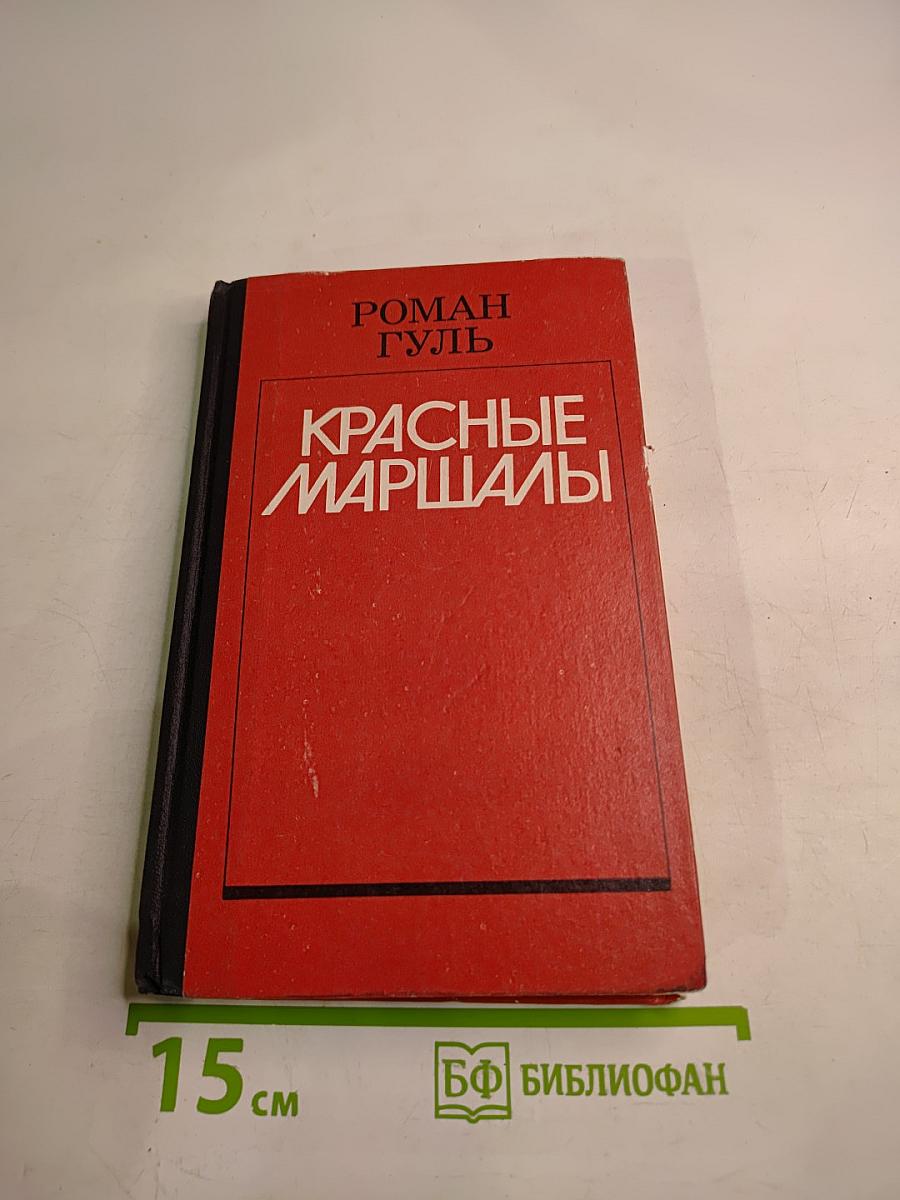 РОМАН
ГУЛЬ
КРАСНЫЕ
МАРШАЛЫ
15 см
БФ БИБЛИОФАН